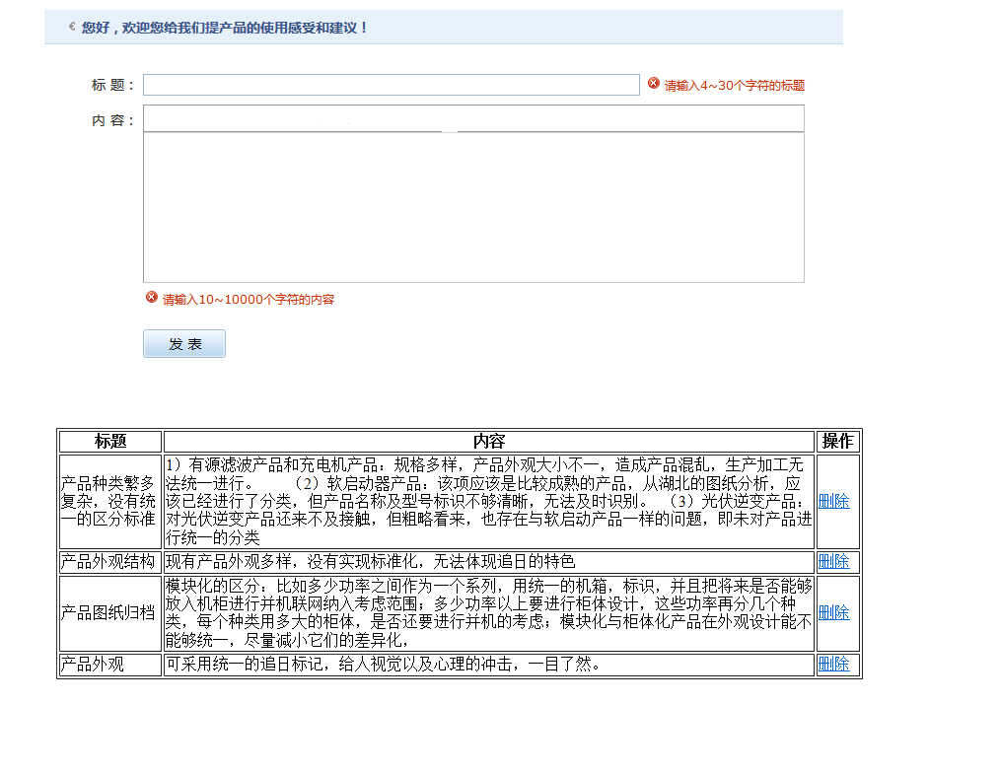 € 您好，欢迎您给我们提产品的使用感受和建议！
标 题： 请输入4~30个字符的标题
内 容：
请输入10~10000个字符的内容
发 表
标题 内容 操作
产品种类繁多
复杂，没有统
一的区分标准
1）有源滤波产品和充电机产品：规格多样，产品外观大小不一，造成产品混乱，生产加工无
法统一进行。 （2）软启动器产品：该项应该是比较成熟的产品，从湖北的图纸分析，应
该已经进行了分类，但产品名称及型号标识不够清晰，无法及时识别。 （3）光伏逆变产品：
对光伏逆变产品还来不及接触，但粗略看来，也存在与软启动产品一样的问题，即未对产品进
行统一的分类
删除
产品外观结构 现有产品外观多样，没有实现标准化，无法体现追日的特色 删除
产品图纸归档
模块化的区分：比如多少功率之间作为一个系列，用统一的机箱，标识，并且把将来是否能够
放入机柜进行并机联网纳入考虑范围；多少功率以上要进行柜体设计，这些功率再分几个种
类，每个种类用多大的柜体，是否还要进行并机的考虑；模块化与柜体化产品在外观设计能不
能够统一，尽量减小它们的差异化，
删除
产品外观 可采用统一的追日标记，给人视觉以及心理的冲击，一目了然。 删除